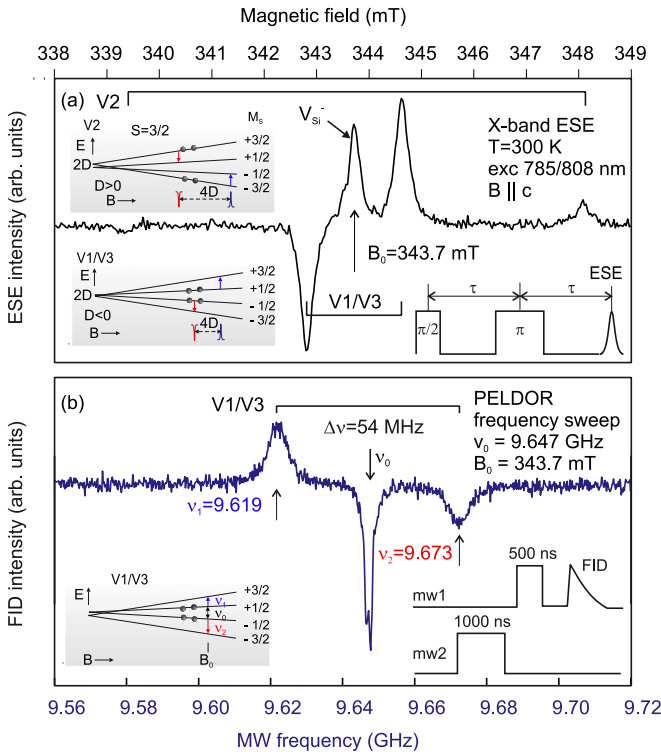 Magnetic field (mT)
338 339 340 341 342 343 344 345 346 347 348 349
(a)
V2
V2
S=3/2
E
2D
D>0
B
4D
M_S
+3/2
+1/2
- 1/2
- 3/2
V_Si^-
X-band ESE
T=300 K
exc 785/808 nm
B || c
B₀=343.7 mT
V1/V3
V1/V3
E
2D
D<0
B
4D
+3/2
+1/2
- 1/2
- 3/2
τ
τ
ESE
π/2
π
ESE intensity (arb. units)
(b)
V1/V3
Δν=54 MHz
ν₀
PELDOR
frequency sweep
ν₀ = 9.647 GHz
B₀ = 343.7 mT
ν₁=9.619
ν₂=9.673
V1/V3
E
B
ν₁
ν₀
ν₂
B₀
+3/2
+1/2
- 1/2
- 3/2
500 ns
FID
mw1
1000 ns
mw2
FID intensity (arb. units)
9.56 9.58 9.60 9.62 9.64 9.66 9.68 9.70 9.72
MW frequency (GHz)